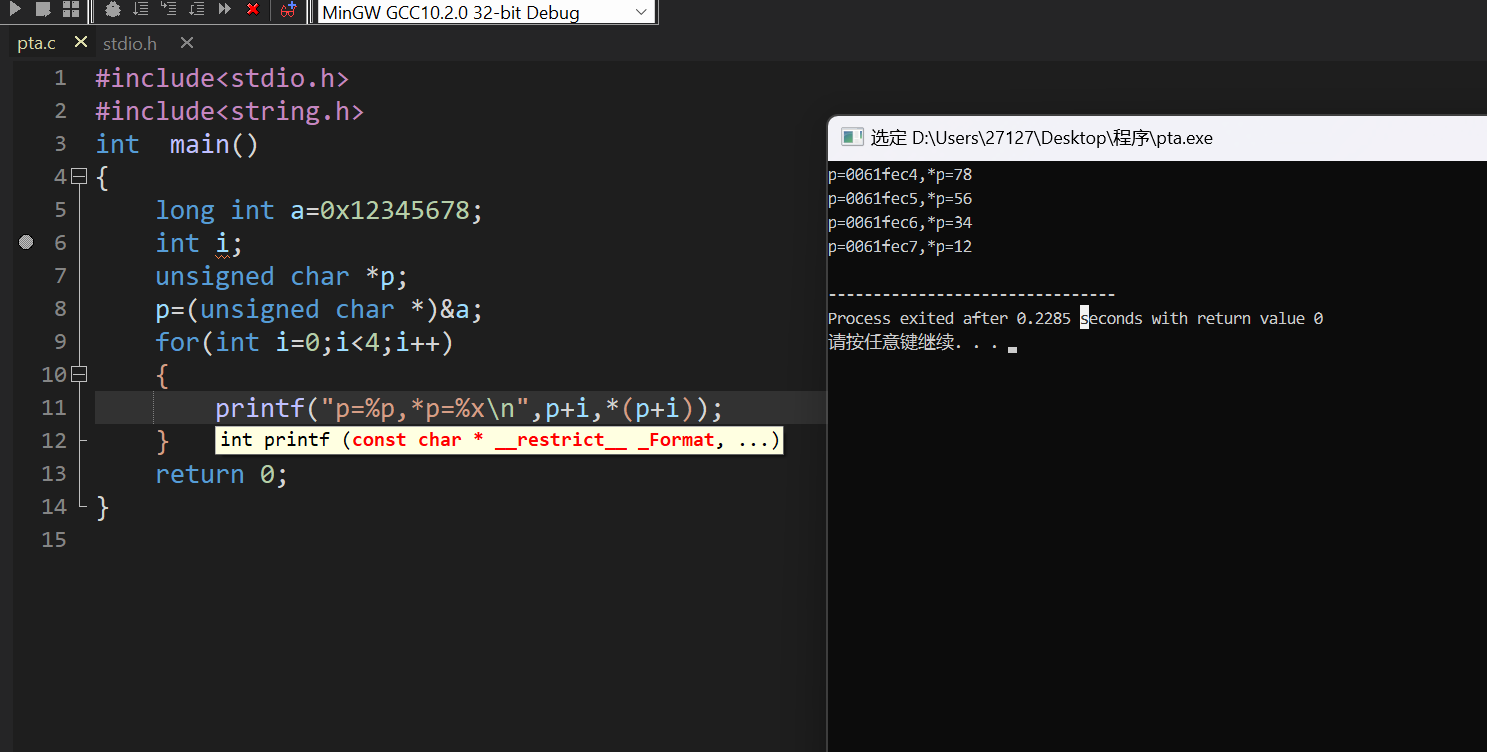 MinGW GCC10.2.0 32-bit Debug
pta.c
stdio.h
1 #include<stdio.h>
2 #include<string.h>
3 int  main()
4 {
5     long int a=0x12345678;
6     int i;
7     unsigned char *p;
8     p=(unsigned char *)&a;
9     for(int i=0;i<4;i++)
10     {
11         printf("p=%p,*p=%x\n",p+i,*(p+i));
12     }
int printf (const char * __restrict__ _Format, ...)
13     return 0;
14 }
15
选定 D:\Users\27127\Desktop\程序\pta.exe
p=0061fec4,*p=78
p=0061fec5,*p=56
p=0061fec6,*p=34
p=0061fec7,*p=12
--------------------------------
Process exited after 0.2285 seconds with return value 0
请按任意键继续. . .